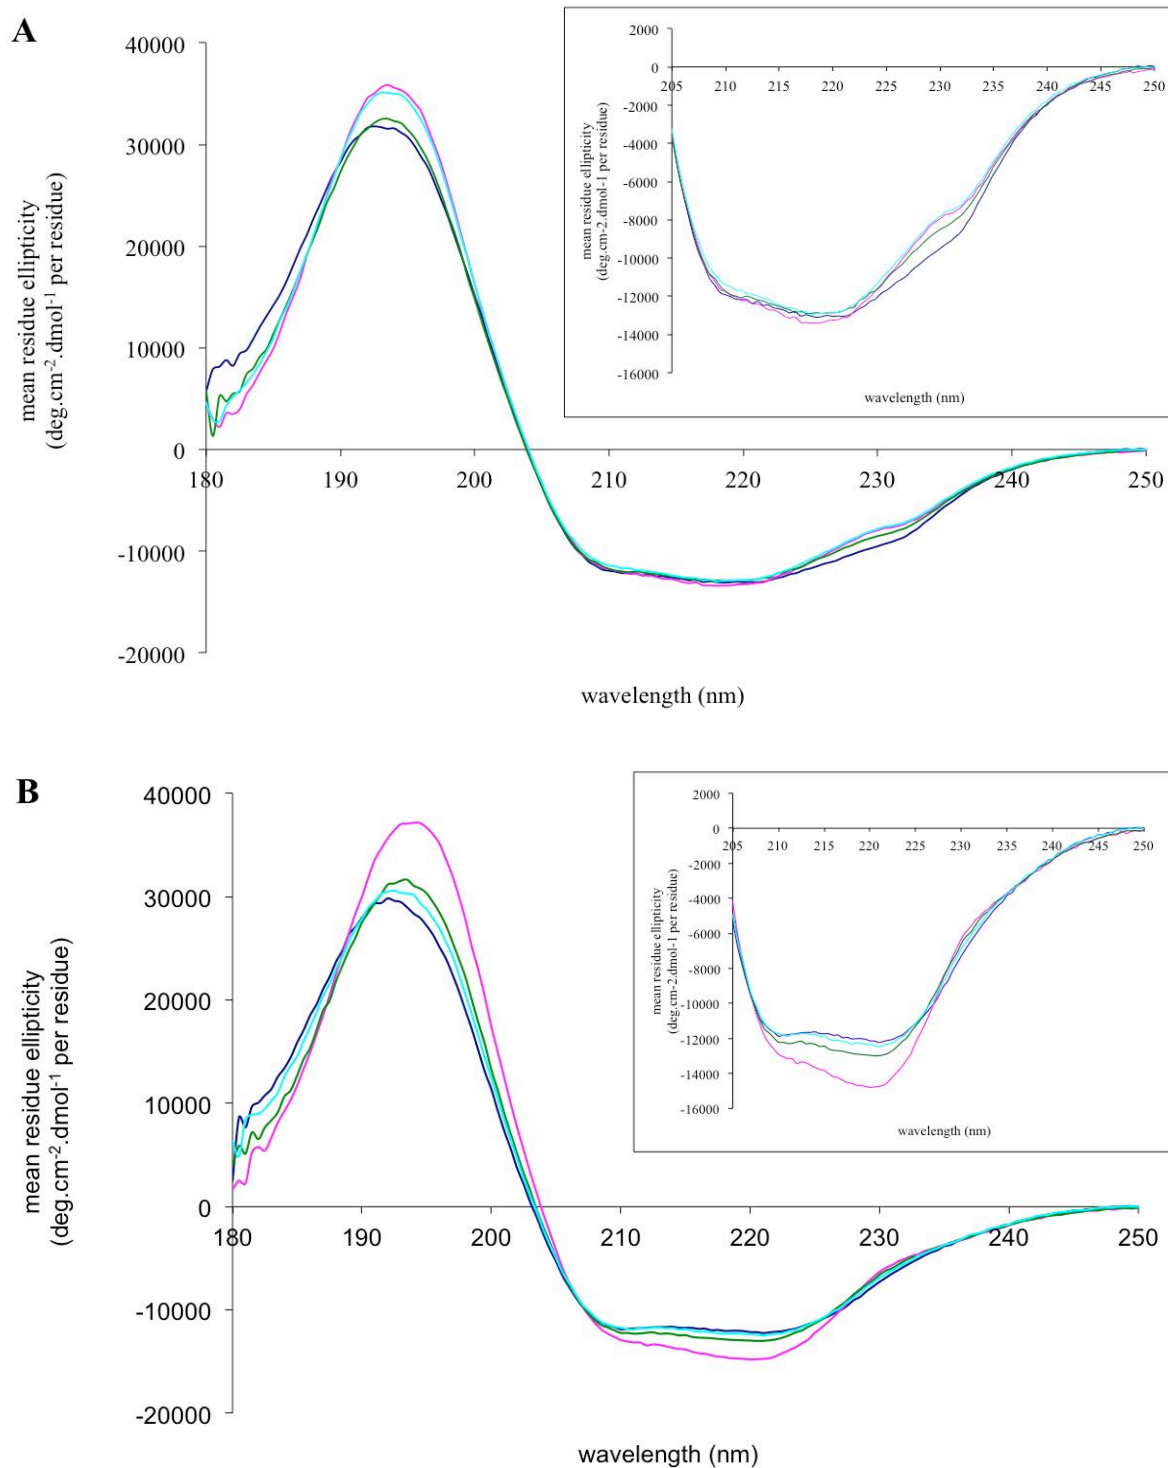 A
40000
30000
20000
10000
0
-10000
-20000
mean residue ellipticity
(deg.cm-2.dmol-1 per residue)
180 190 200 210 220 230 240 250
wavelength (nm)
2000
0
-2000
-4000
-6000
-8000
-10000
-12000
-14000
-16000
205 210 215 220 225 230 235 240 245 250
mean residue ellipticity
(deg.cm-2.dmol-1 per residue)
wavelength (nm)
B
40000
30000
20000
10000
0
-10000
-20000
mean residue ellipticity
(deg.cm-2.dmol-1 per residue)
180 190 200 210 220 230 240 250
wavelength (nm)
2000
0
-2000
-4000
-6000
-8000
-10000
-12000
-14000
-16000
205 210 215 220 225 230 235 240 245 250
mean residue ellipticity
(deg.cm-2.dmol-1 per residue)
wavelength (nm)